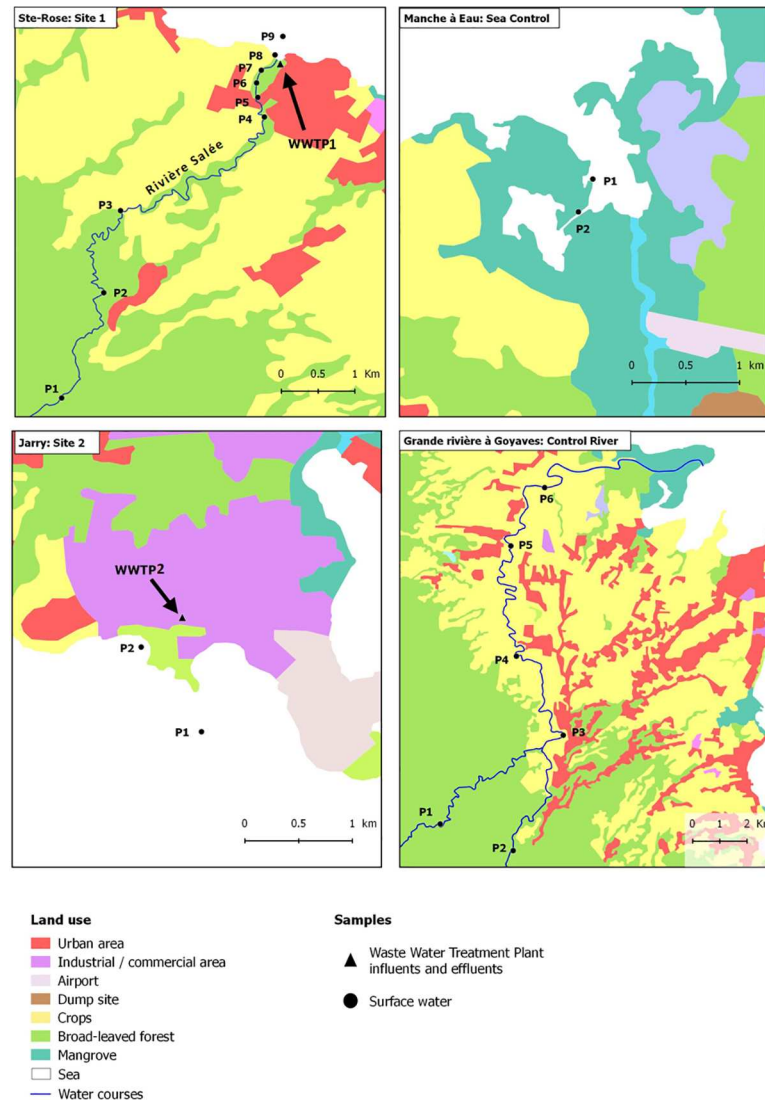 Ste-Rose: Site 1
P9
P8
P7
P6
P5
P4
WWTP1
Rivière Salée
P3
P2
P1
0 0.5 1 Km
Manche à Eau: Sea Control
P1
P2
0 0.5 1 Km
Jarry: Site 2
WWTP2
P2
P1
0 0.5 1 km
Grande rivière à Goyaves: Control River
P6
P5
P4
P3
P1
P2
0 1 2 Km
Land use
Urban area
Industrial / commercial area
Airport
Dump site
Crops
Broad-leaved forest
Mangrove
Sea
Water courses
Samples
Waste Water Treatment Plant
influents and effluents
Surface water